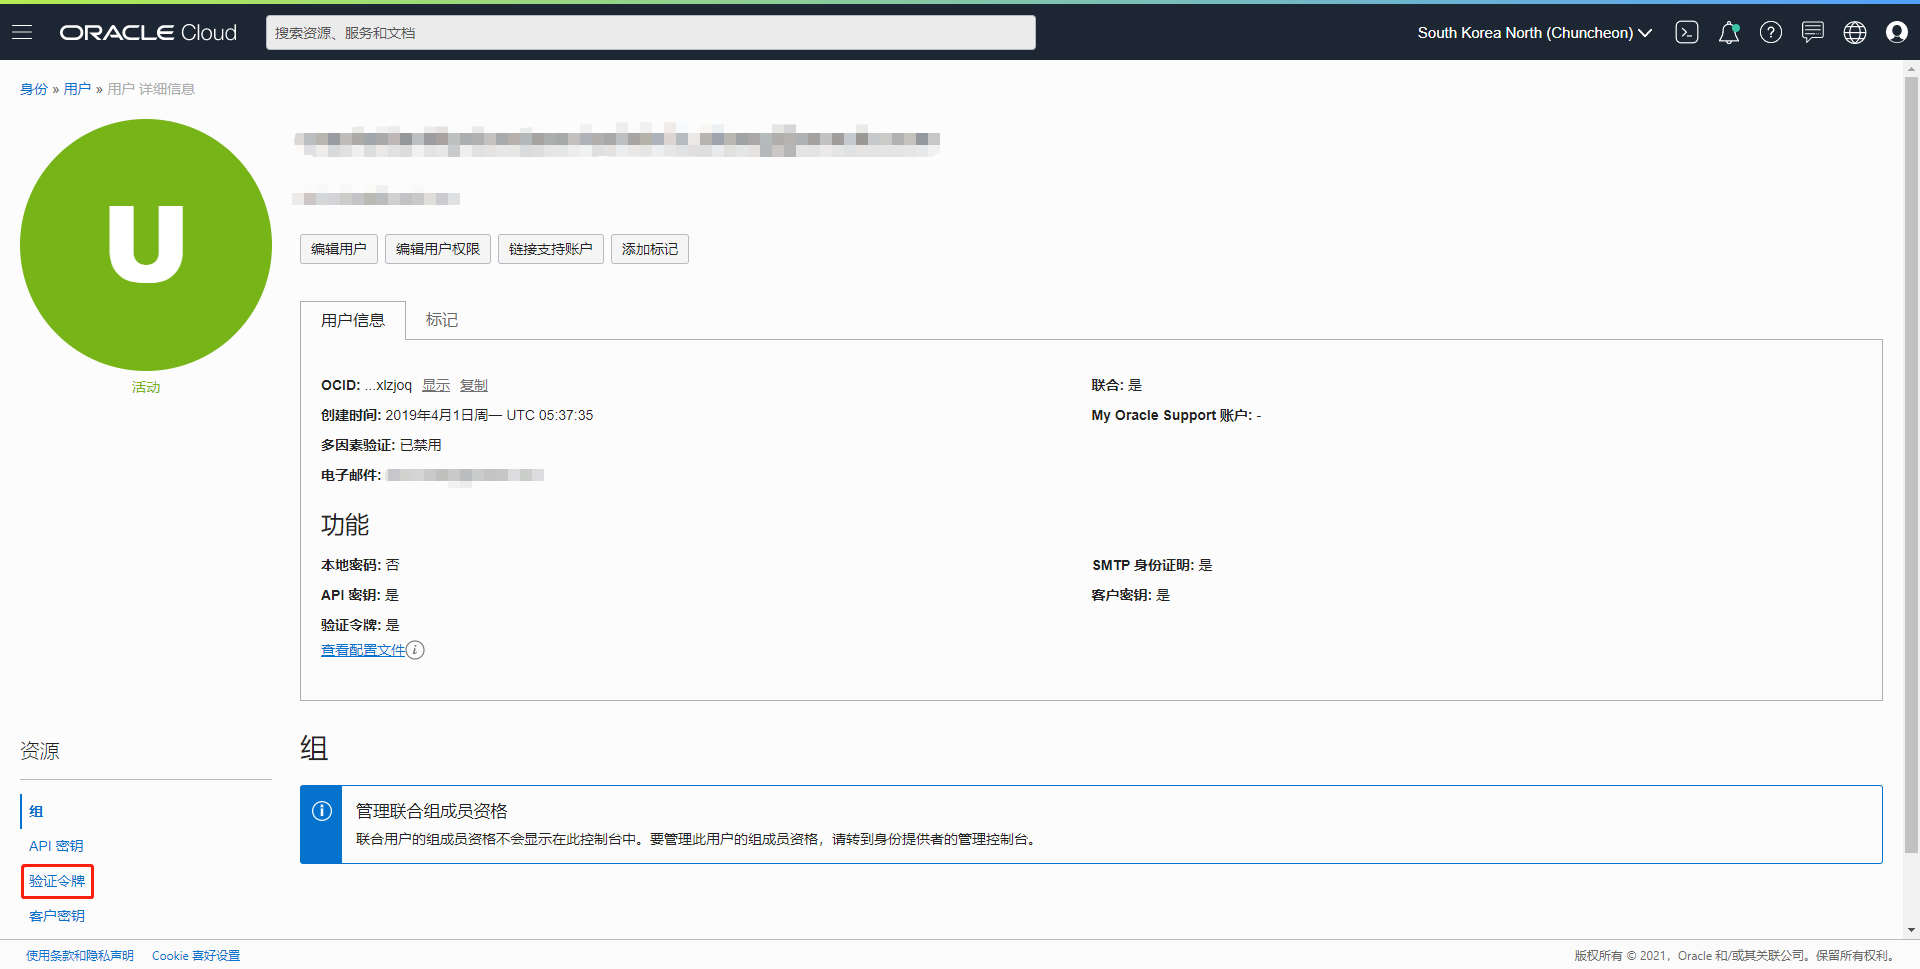 ORACLE Cloud
搜索资源、服务和文档
South Korea North (Chuncheon)
身份 » 用户 » 用户 详细信息
U
活动
编辑用户 编辑用户权限 链接支持账户 添加标记
用户信息 标记
OCID: ...xlzjoq 显示 复制
联合: 是
创建时间: 2019年4月1日周一 UTC 05:37:35
My Oracle Support 账户: -
多因素验证: 已禁用
电子邮件:
功能
本地密码: 否
SMTP 身份证明: 是
API 密钥: 是
客户密钥: 是
验证令牌: 是
查看配置文件
资源
组
API 密钥
验证令牌
客户密钥
组
管理联合组成员资格
联合用户的组成员资格不会显示在此控制台中。要管理此用户的组成员资格，请转到身份提供者的管理控制台。
使用条款和隐私声明 Cookie 喜好设置
版权所有 © 2021，Oracle 和/或其关联公司。保留所有权利。